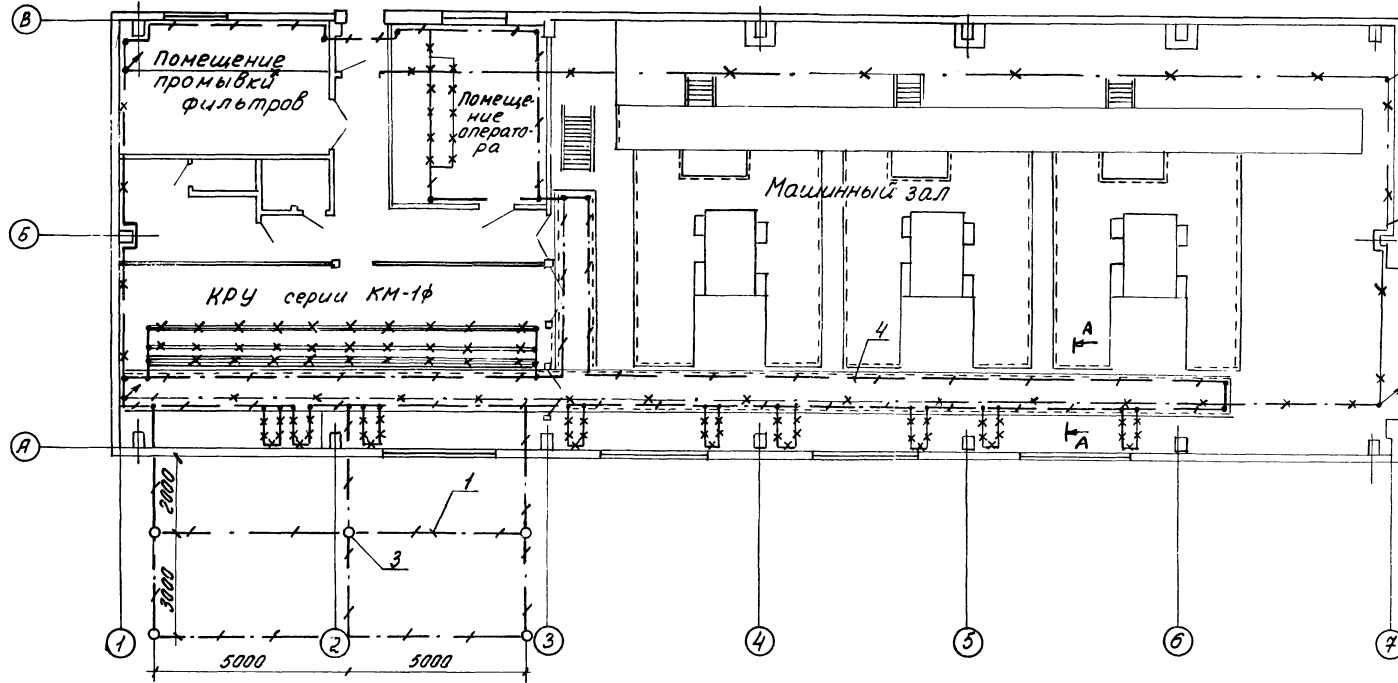 В
Помещение
промывки
фильтров
Помеще-
ние
операто-
ра
Машинный зал
Б
КРУ серии КМ-1ф
4
А
А
А
2000
1
3
3000
1
2
3
4
5
6
7
5000
5000